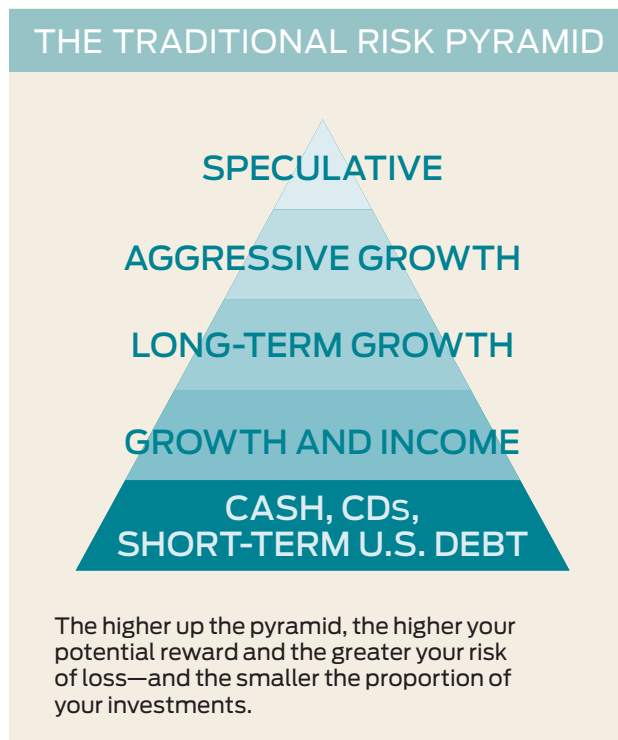 THE TRADITIONAL RISK PYRAMID
SPECULATIVE
AGGRESSIVE GROWTH
LONG-TERM GROWTH
GROWTH AND INCOME
CASH, CDs,
SHORT-TERM U.S. DEBT
The higher up the pyramid, the higher your
potential reward and the greater your risk
of loss—and the smaller the proportion of
your investments.